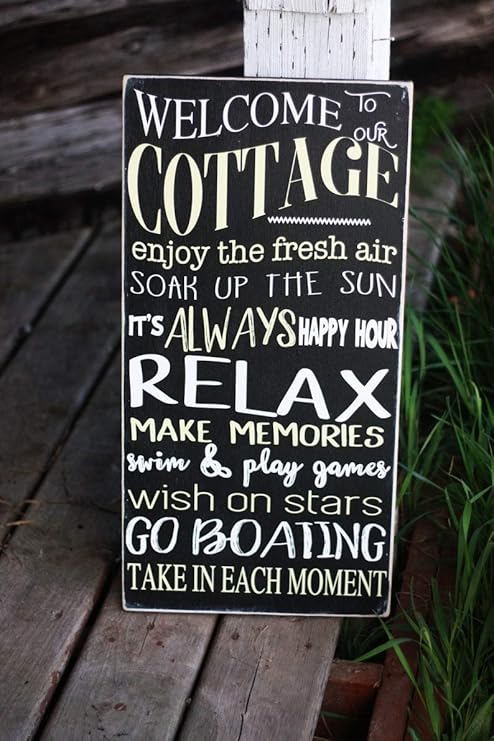 WELCOME TO OUR
COTTAGE
enjoy the fresh air
SOAK UP THE SUN
IT'S ALWAYS HAPPY HOUR
RELAX
MAKE MEMORIES
swim & play games
wish on stars
GO BOATING
TAKE IN EACH MOMENT